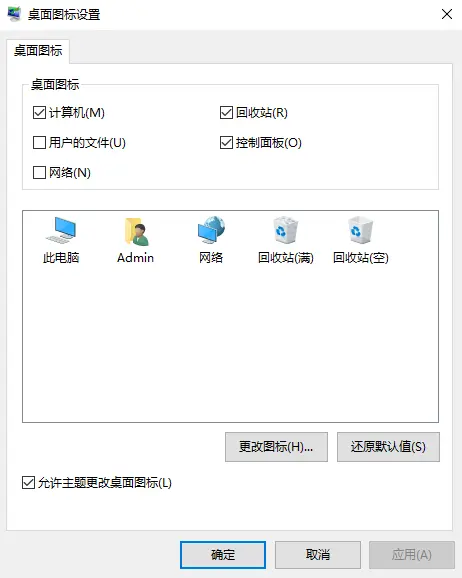 桌面图标设置
桌面图标
桌面图标
计算机(M)
回收站(R)
用户的文件(U)
控制面板(O)
网络(N)
此电脑
Admin
网络
回收站(满)
回收站(空)
更改图标(H)...
还原默认值(S)
允许主题更改桌面图标(L)
确定
取消
应用(A)